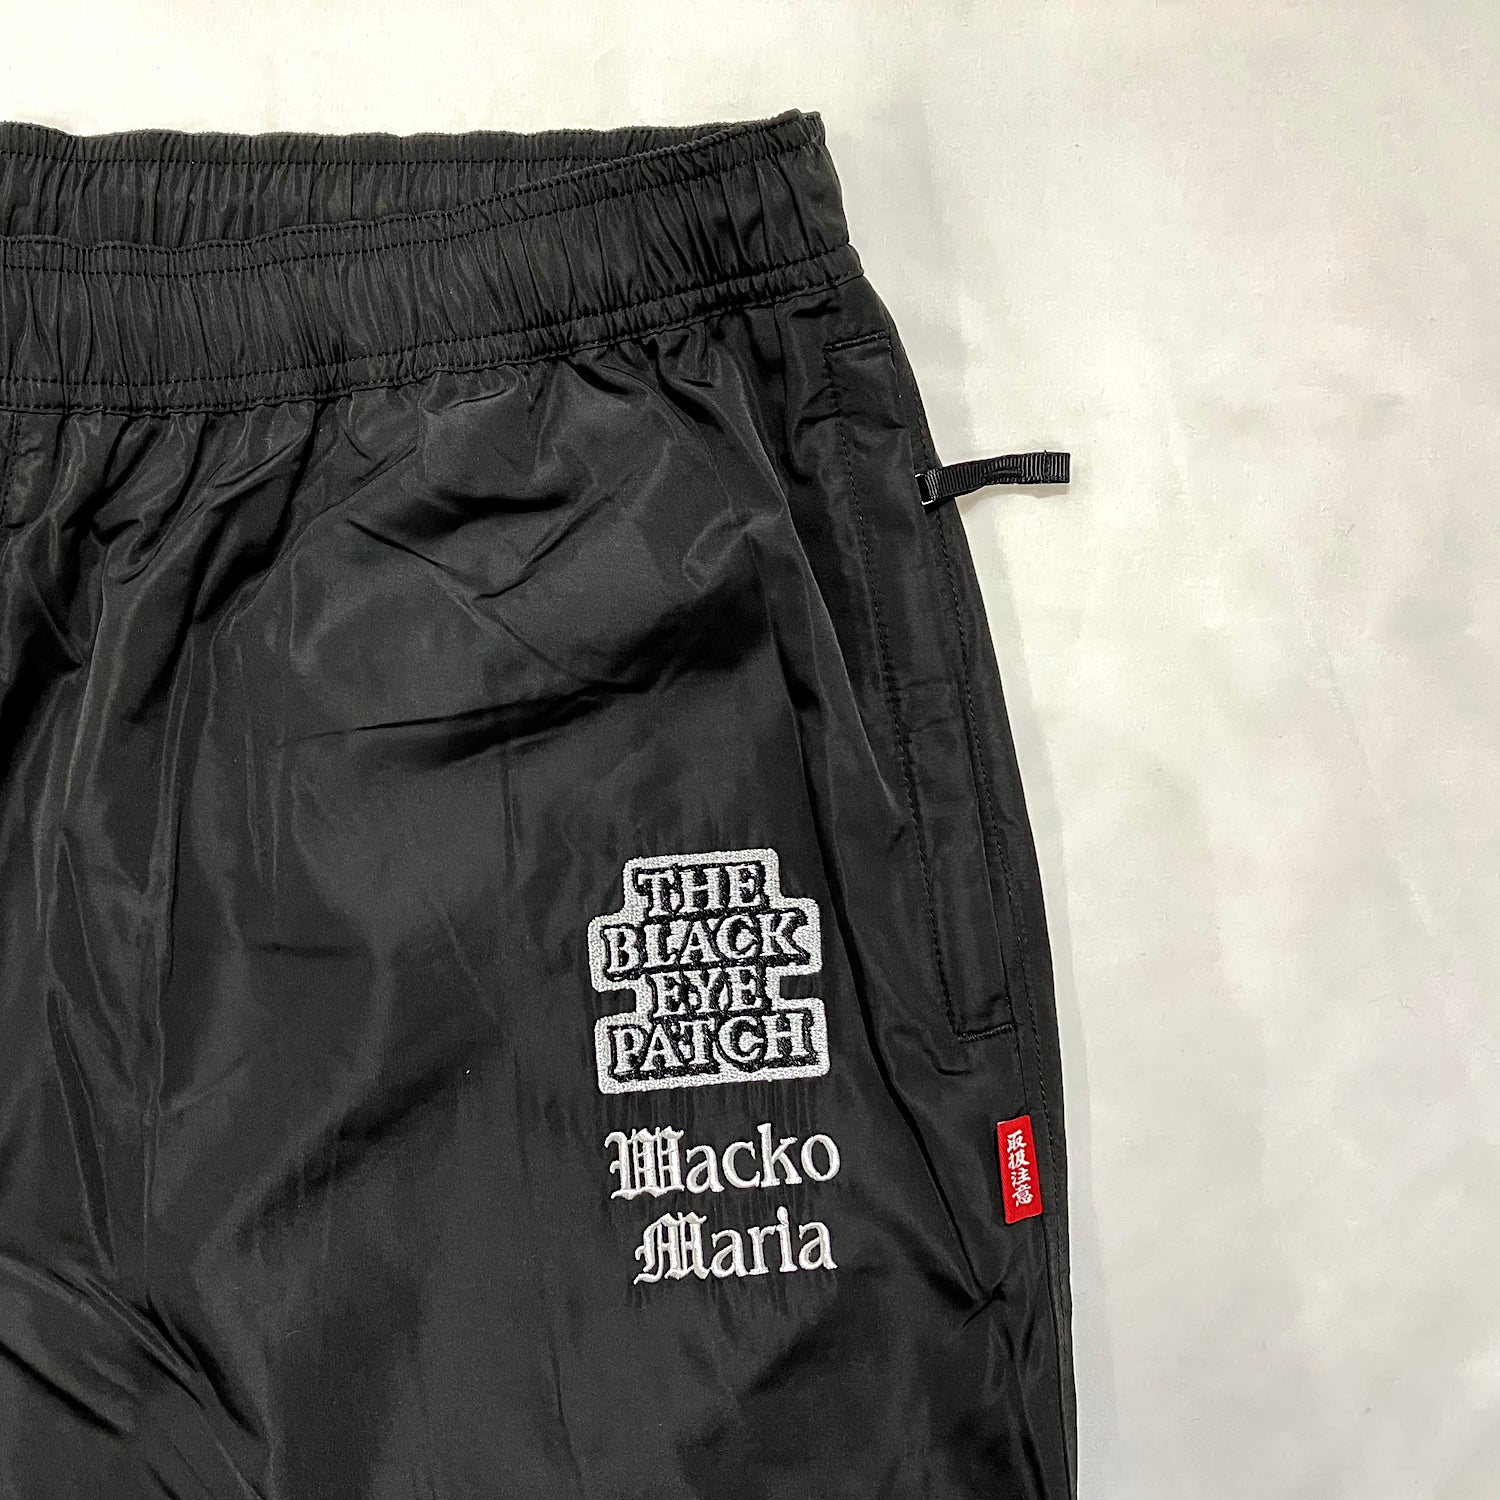 THE
BLACK
EYE
PATCH
Wacko
Maria
取扱注意